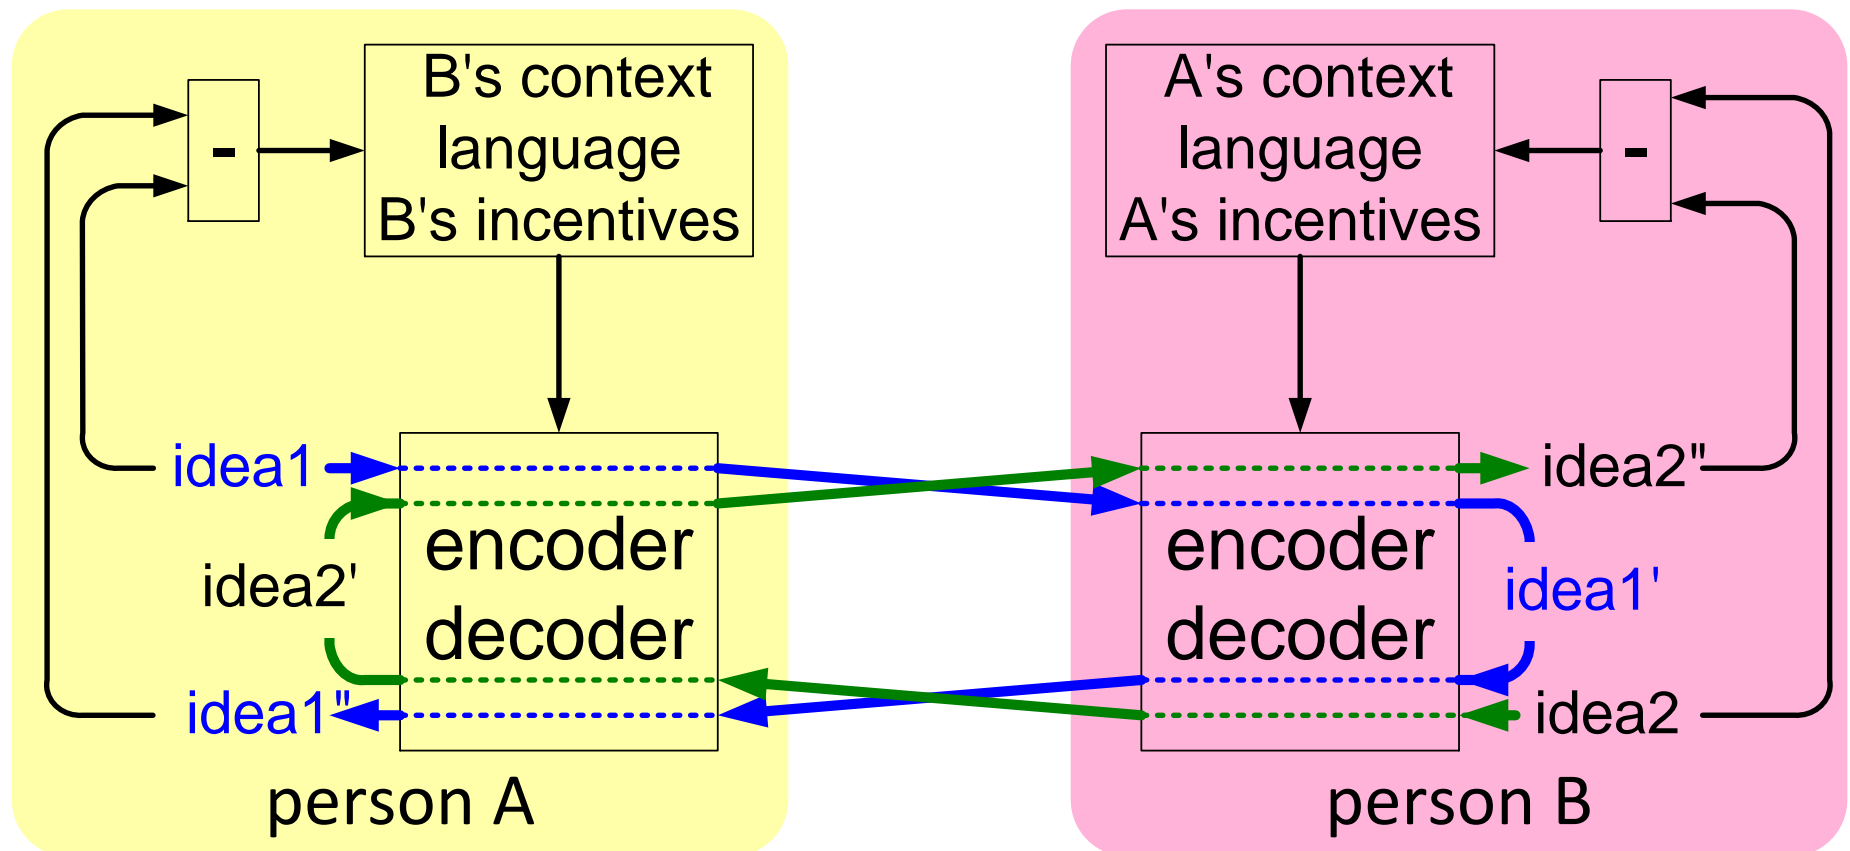 B's context
language
B's incentives
-
encoder
decoder
idea1
idea2'
idea1"
person A
A's context
language
A's incentives
-
encoder
decoder
idea2"
idea1'
idea2
person B